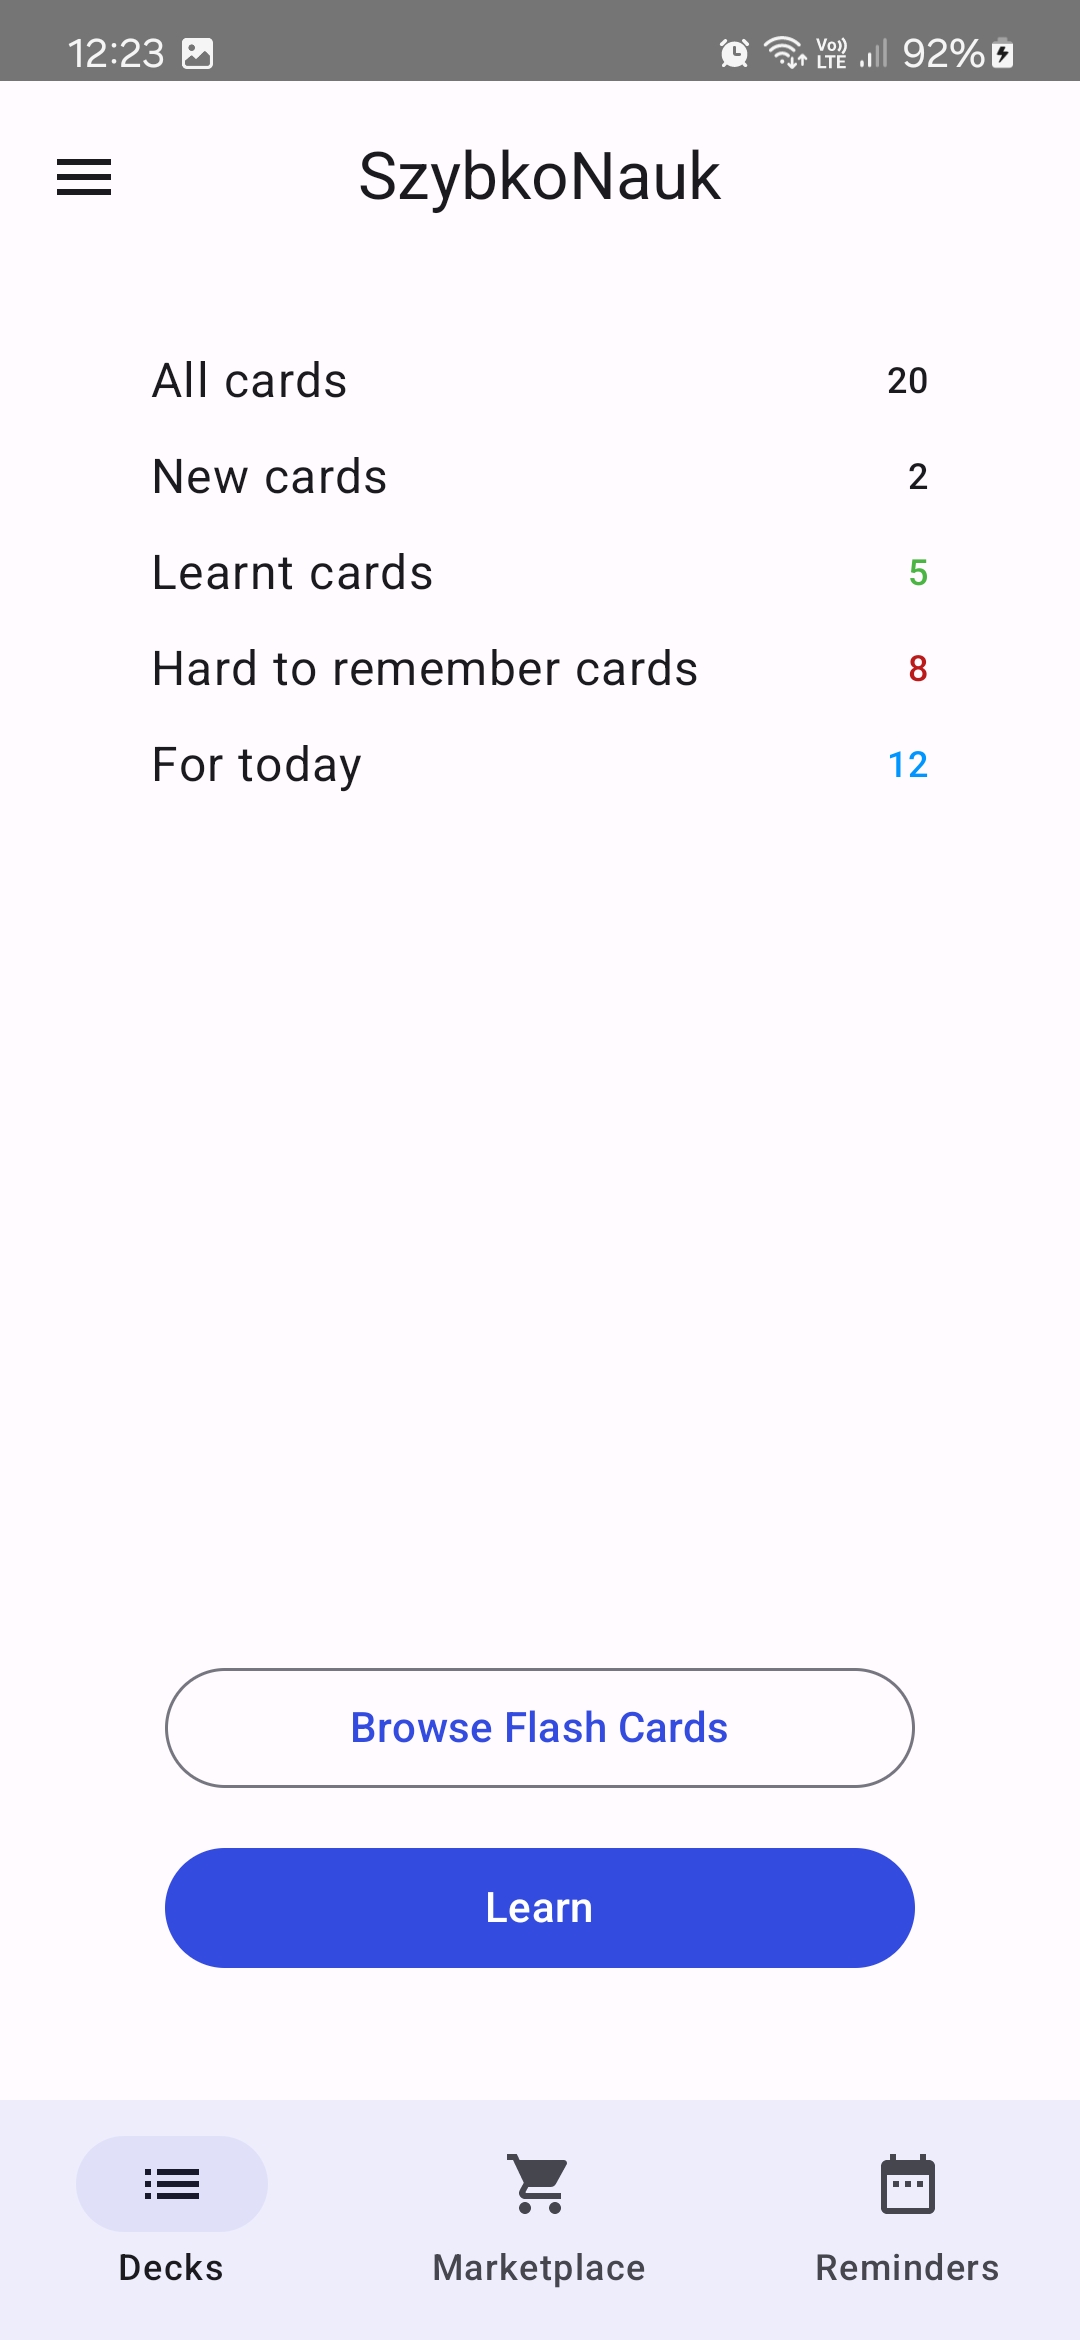 12:23 Vo)) LTE 92%
SzybkoNauk
All cards 20
New cards 2
Learnt cards 5
Hard to remember cards 8
For today 12
Browse Flash Cards
Learn
Decks Marketplace Reminders